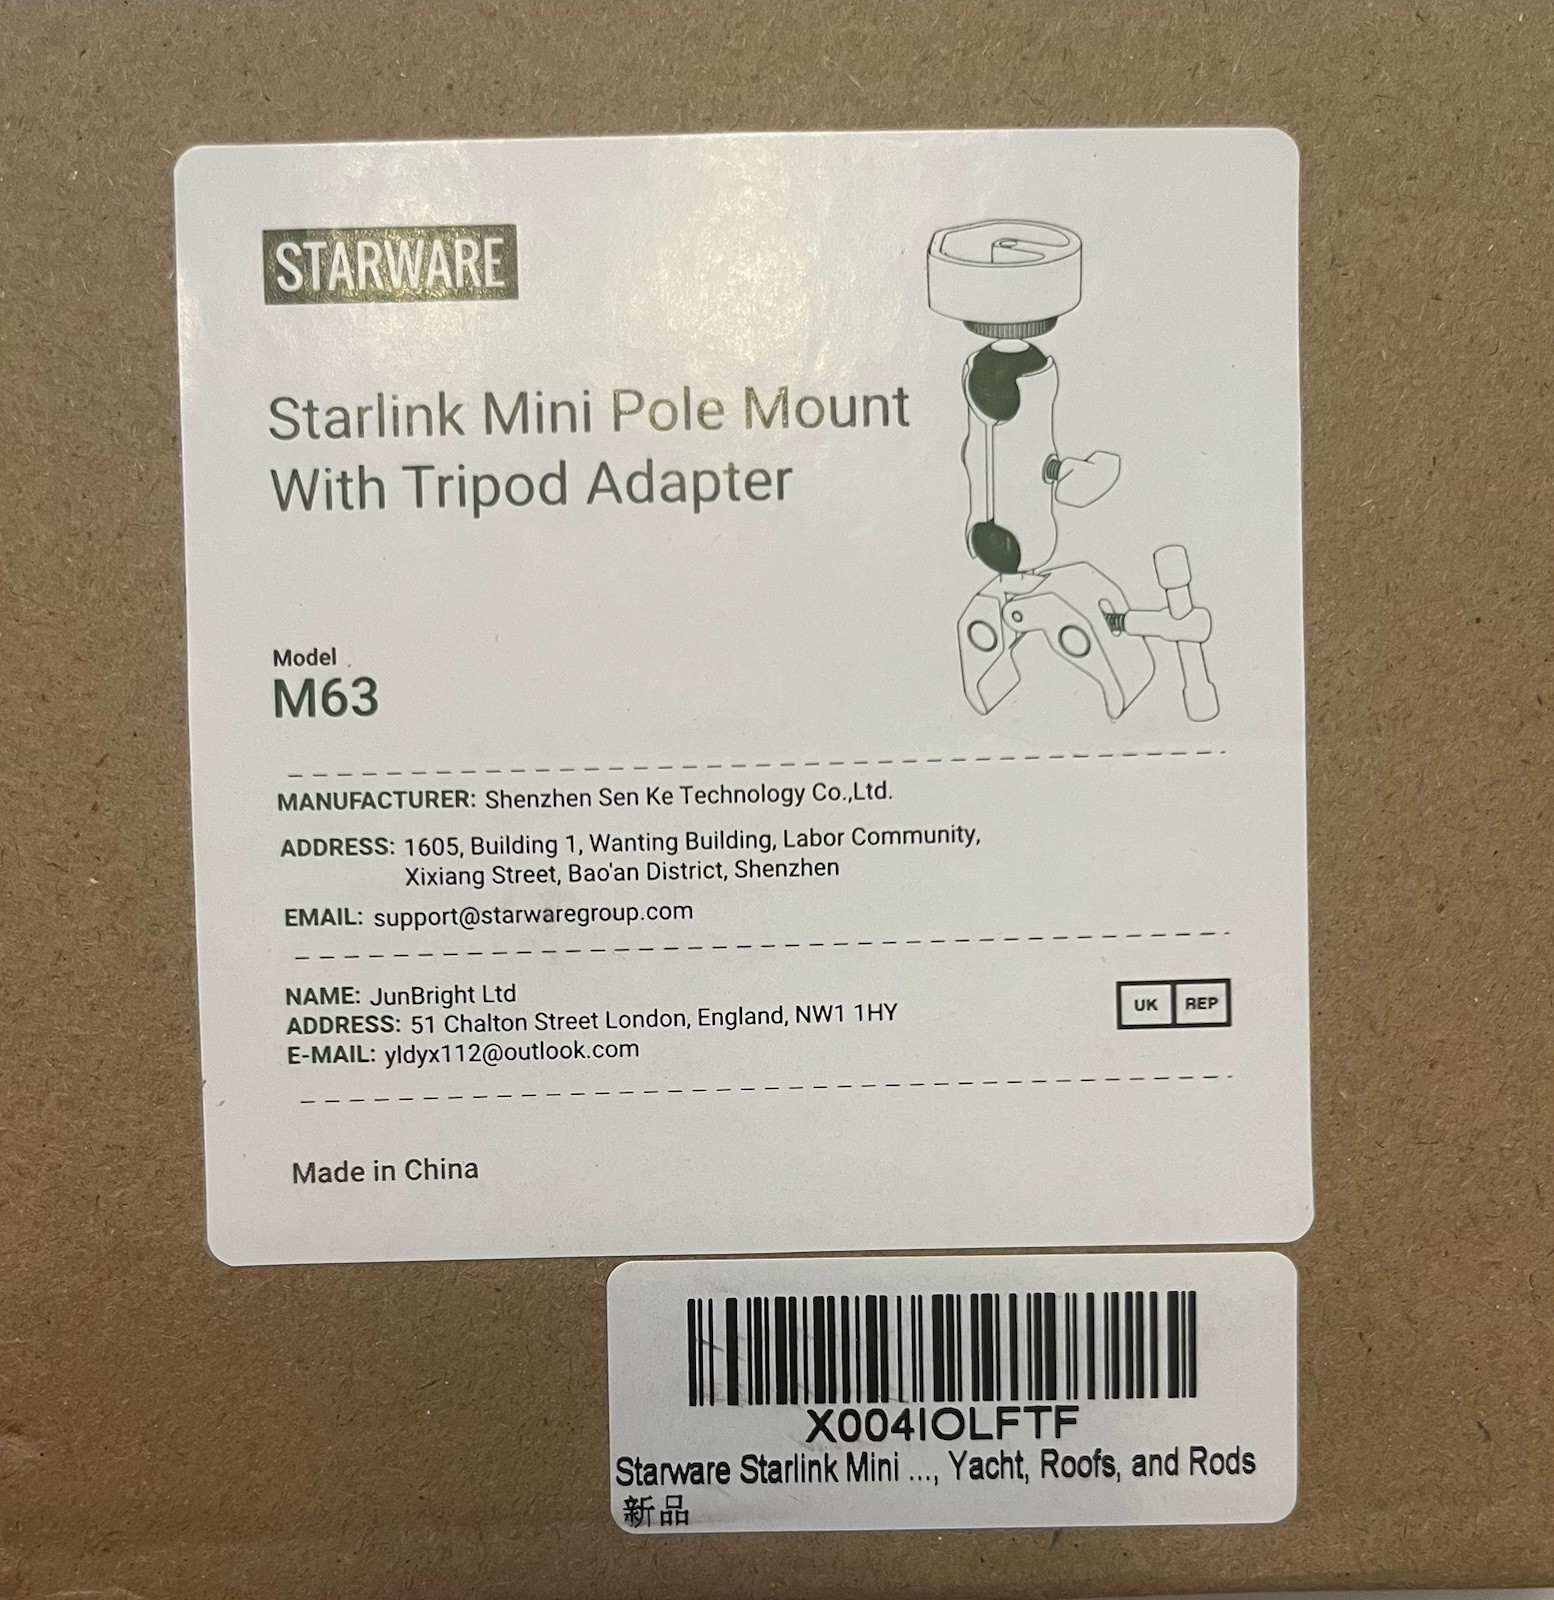 STARWARE
Starlink Mini Pole Mount
With Tripod Adapter
Model
M63
MANUFACTURER: Shenzhen Sen Ke Technology Co.,Ltd.
ADDRESS: 1605, Building 1, Wanting Building, Labor Community,
Xixiang Street, Bao'an District, Shenzhen
EMAIL: support@starwaregroup.com
NAME: JunBright Ltd
ADDRESS: 51 Chalton Street London, England, NW1 1HY
E-MAIL: yldyx112@outlook.com
UK REP
Made in China
X004IOLFTF
Starware Starlink Mini ..., Yacht, Roofs, and Rods
新品